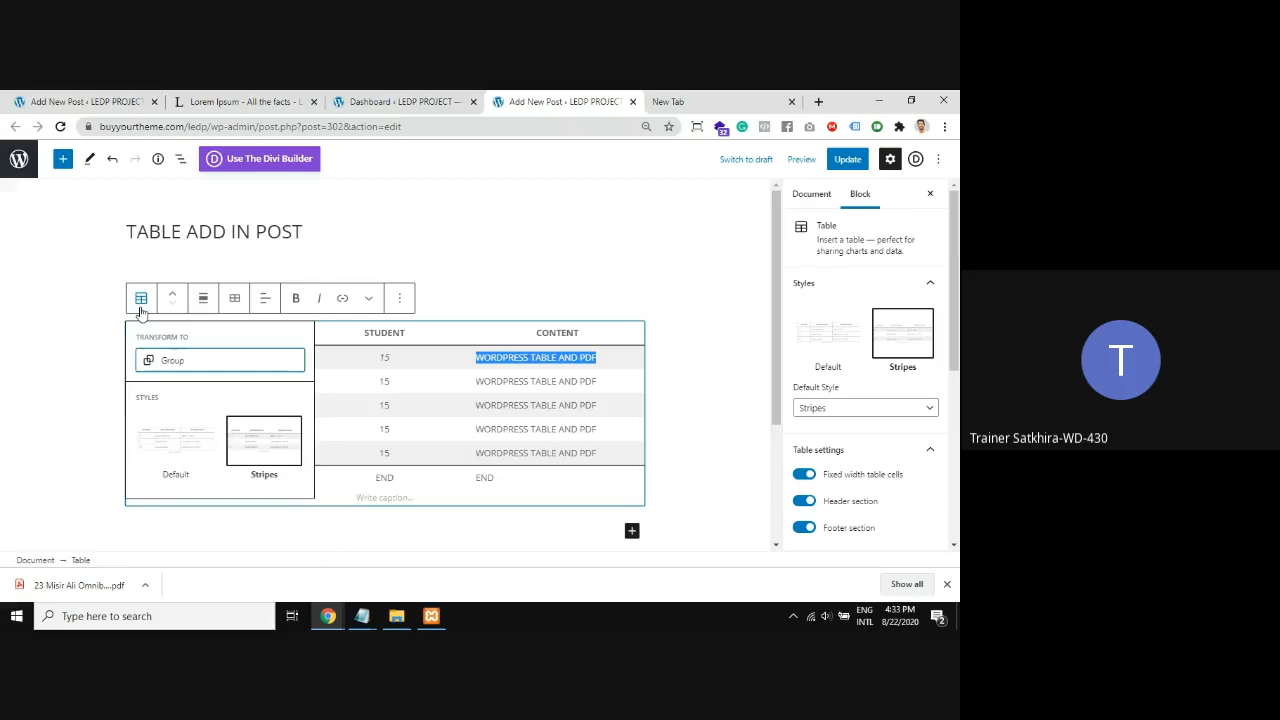 Add New Post ‹ LEDP PROJECT
Lorem Ipsum - All the facts - L
Dashboard ‹ LEDP PROJECT —
Add New Post ‹ LEDP PROJECT
New Tab
buyyourtheme.com/ledp/wp-admin/post.php?post=302&action=edit
32
D Use The Divi Builder
Switch to draft
Preview
Update
D
TABLE ADD IN POST
Document
Block
Table
Insert a table — perfect for
sharing charts and data.
B I
TRANSFORM TO
Group
STYLES
Default
Stripes
STUDENT CONTENT
15 WORDPRESS TABLE AND PDF
15 WORDPRESS TABLE AND PDF
15 WORDPRESS TABLE AND PDF
15 WORDPRESS TABLE AND PDF
15 WORDPRESS TABLE AND PDF
END END
Write caption...
Styles
Default
Stripes
Default Style
Stripes
Table settings
Fixed width table cells
Header section
Footer section
Document → Table
23 Misir Ali Omnib....pdf
Show all
Type here to search
ENG
INTL
4:33 PM
8/22/2020
2
T
Trainer Satkhira-WD-430